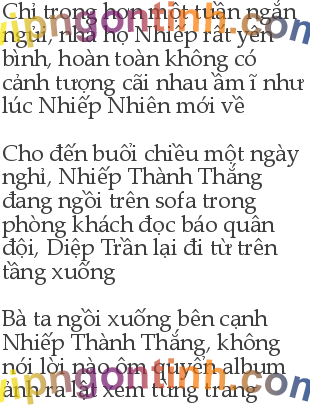 Chỉ trong hơn một tuần ngắn
ngủi, nhà họ Nhiếp rất yên
bình, hoàn toàn không có
cảnh tượng cãi nhau ầm ĩ như
lúc Nhiếp Nhiên mới về
Cho đến buổi chiều một ngày
nghỉ, Nhiếp Thành Thắng
đang ngồi trên sofa trong
phòng khách đọc báo quân
đội, Diệp Trần lại đi từ trên
tầng xuống
Bà ta ngồi xuống bên cạnh
Nhiếp Thành Thắng, không
nói lời nào ôm quyển album
ảnh ra lật xem từng trang